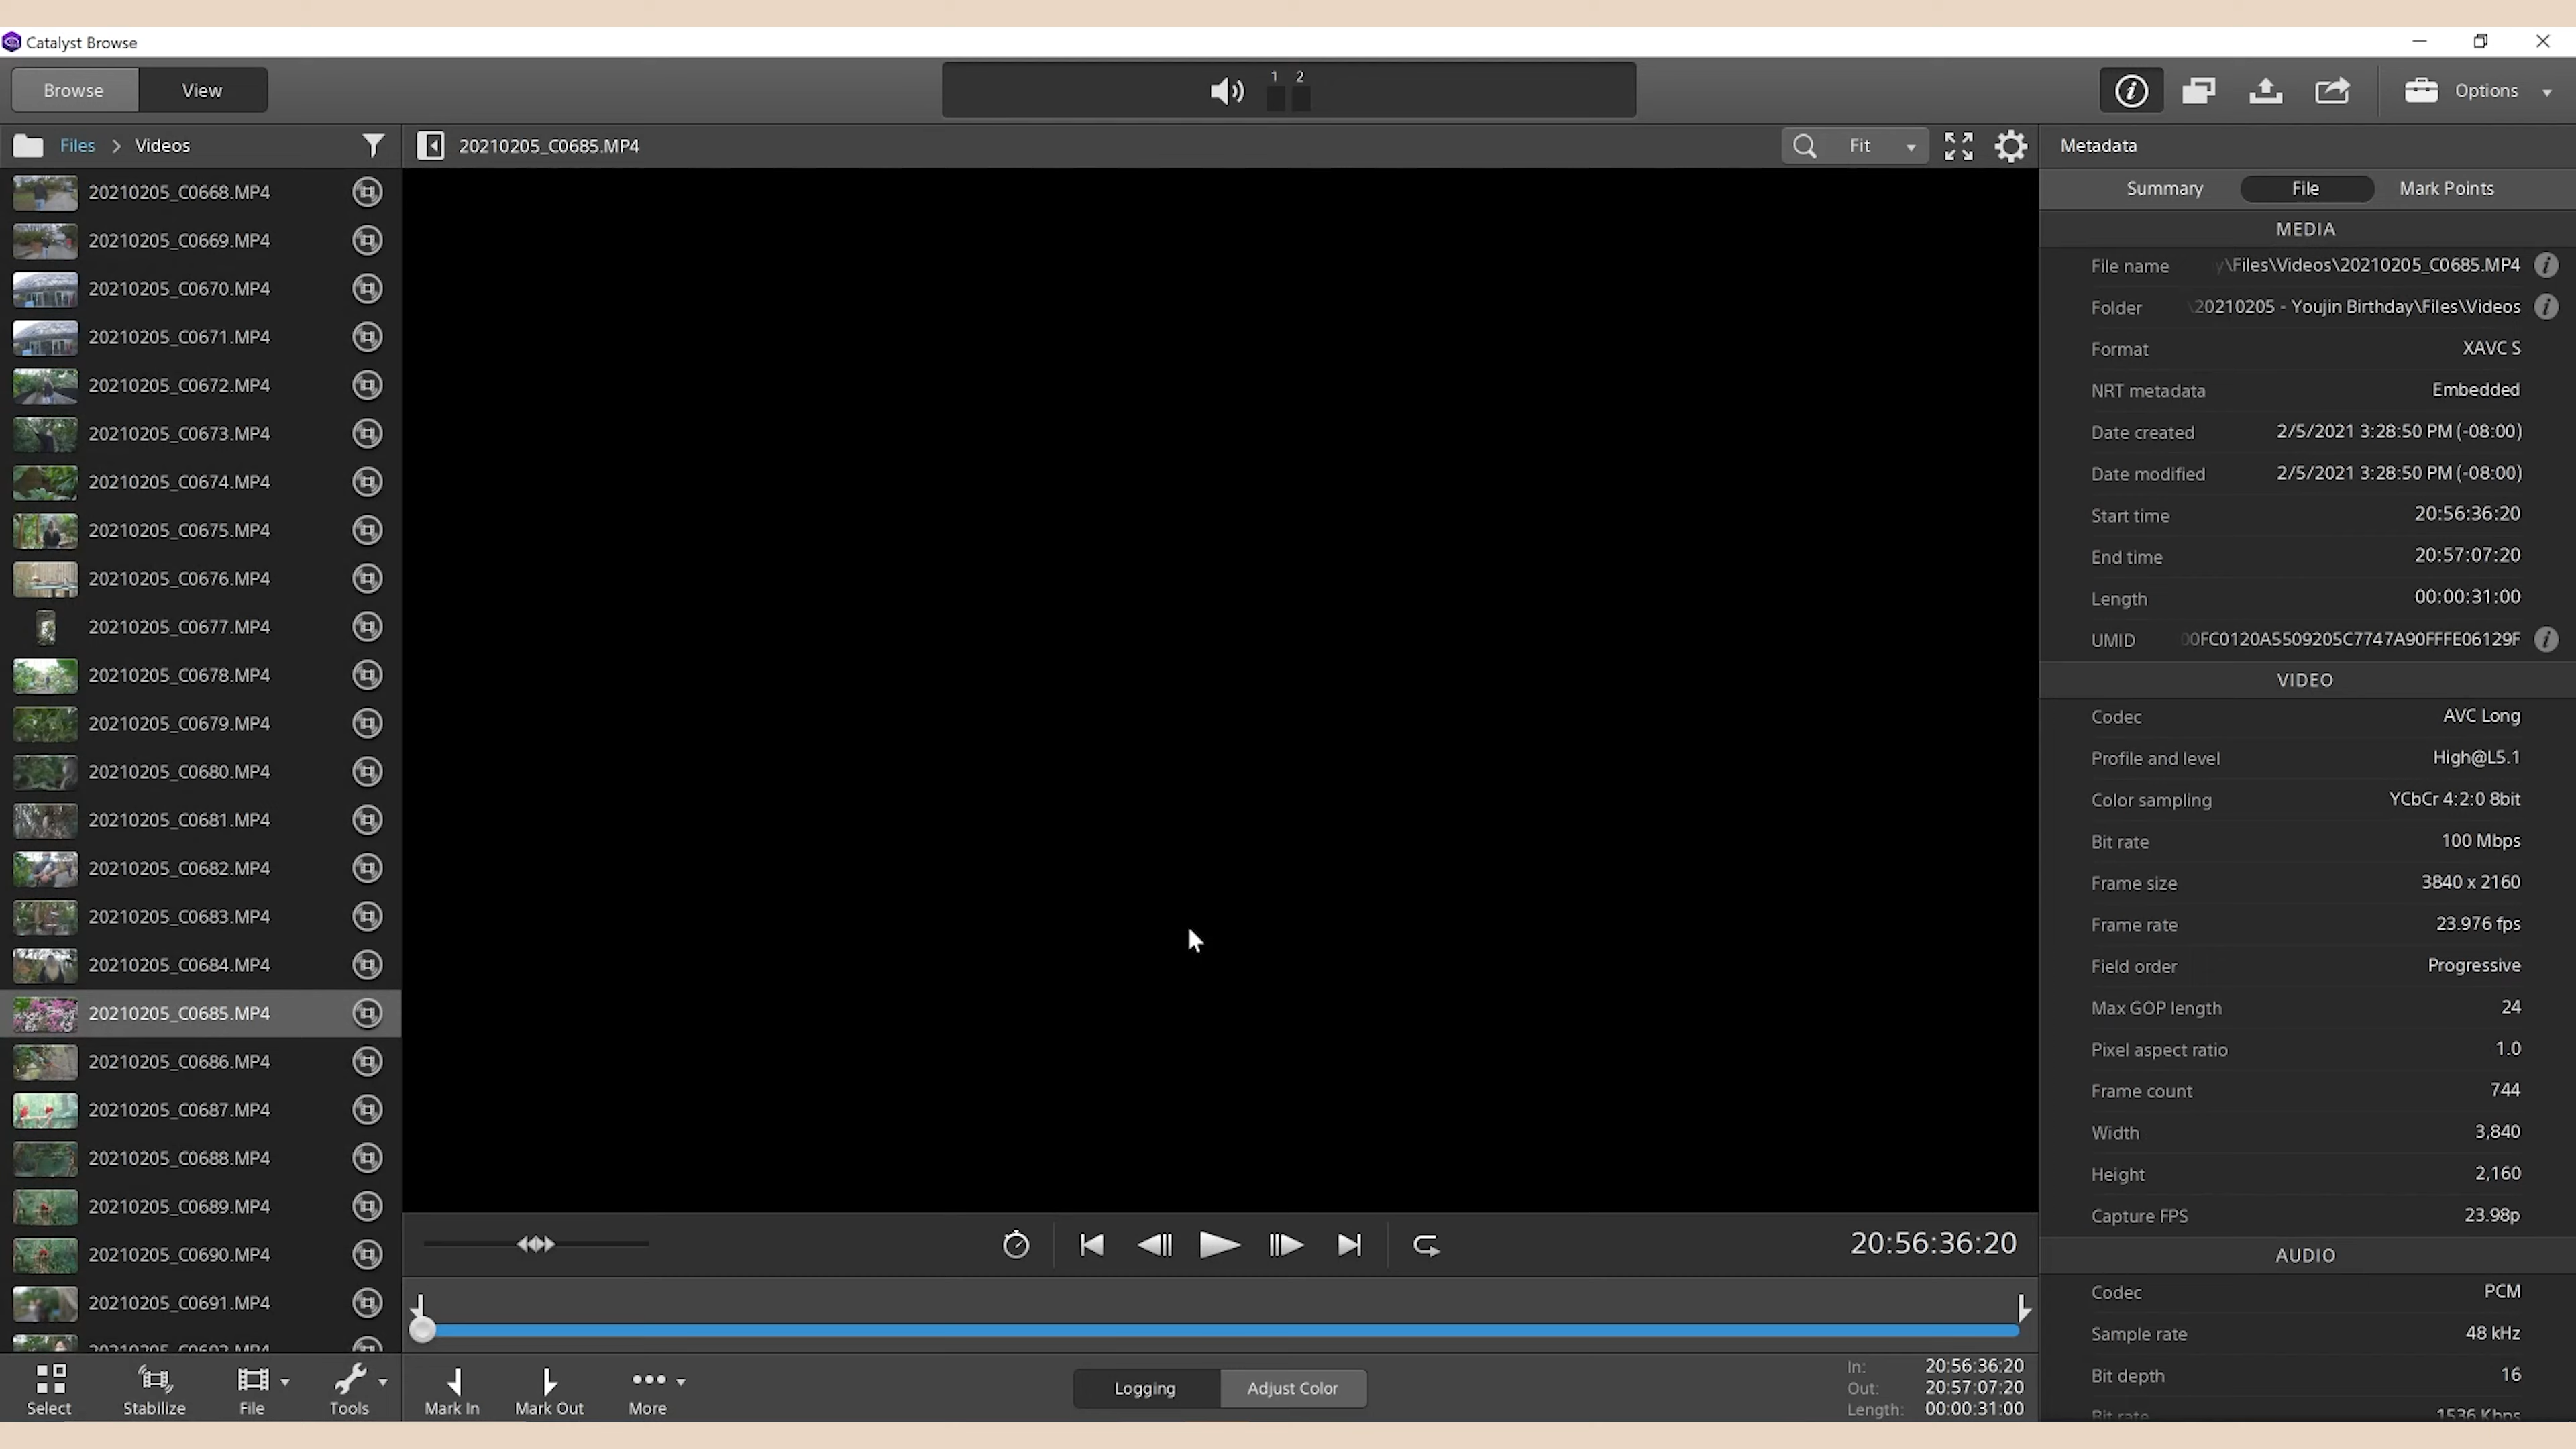 Catalyst Browse
Browse
View
1 2
Options
Files > Videos
20210205_C0685.MP4
Fit
Metadata
Summary
File
Mark Points
20210205_C0668.MP4
20210205_C0669.MP4
20210205_C0670.MP4
20210205_C0671.MP4
20210205_C0672.MP4
20210205_C0673.MP4
20210205_C0674.MP4
20210205_C0675.MP4
20210205_C0676.MP4
20210205_C0677.MP4
20210205_C0678.MP4
20210205_C0679.MP4
20210205_C0680.MP4
20210205_C0681.MP4
20210205_C0682.MP4
20210205_C0683.MP4
20210205_C0684.MP4
20210205_C0685.MP4
20210205_C0686.MP4
20210205_C0687.MP4
20210205_C0688.MP4
20210205_C0689.MP4
20210205_C0690.MP4
20210205_C0691.MP4
MEDIA
File name y\Files\Videos\20210205_C0685.MP4
Folder \20210205 - Youjin Birthday\Files\Videos
Format XAVC S
NRT metadata Embedded
Date created 2/5/2021 3:28:50 PM (-08:00)
Date modified 2/5/2021 3:28:50 PM (-08:00)
Start time 20:56:36:20
End time 20:57:07:20
Length 00:00:31:00
UMID 00FC0120A5509205C7747A90FFFE06129F
VIDEO
Codec AVC Long
Profile and level High@L5.1
Color sampling YCbCr 4:2:0 8bit
Bit rate 100 Mbps
Frame size 3840 x 2160
Frame rate 23.976 fps
Field order Progressive
Max GOP length 24
Pixel aspect ratio 1.0
Frame count 744
Width 3,840
Height 2,160
Capture FPS 23.98p
AUDIO
Codec PCM
Sample rate 48 kHz
Bit depth 16
Bit rate 1536 Kbps
20:56:36:20
Select
Stabilize
File
Tools
Mark In
Mark Out
More
Logging
Adjust Color
In: 20:56:36:20
Out: 20:57:07:20
Length: 00:00:31:00